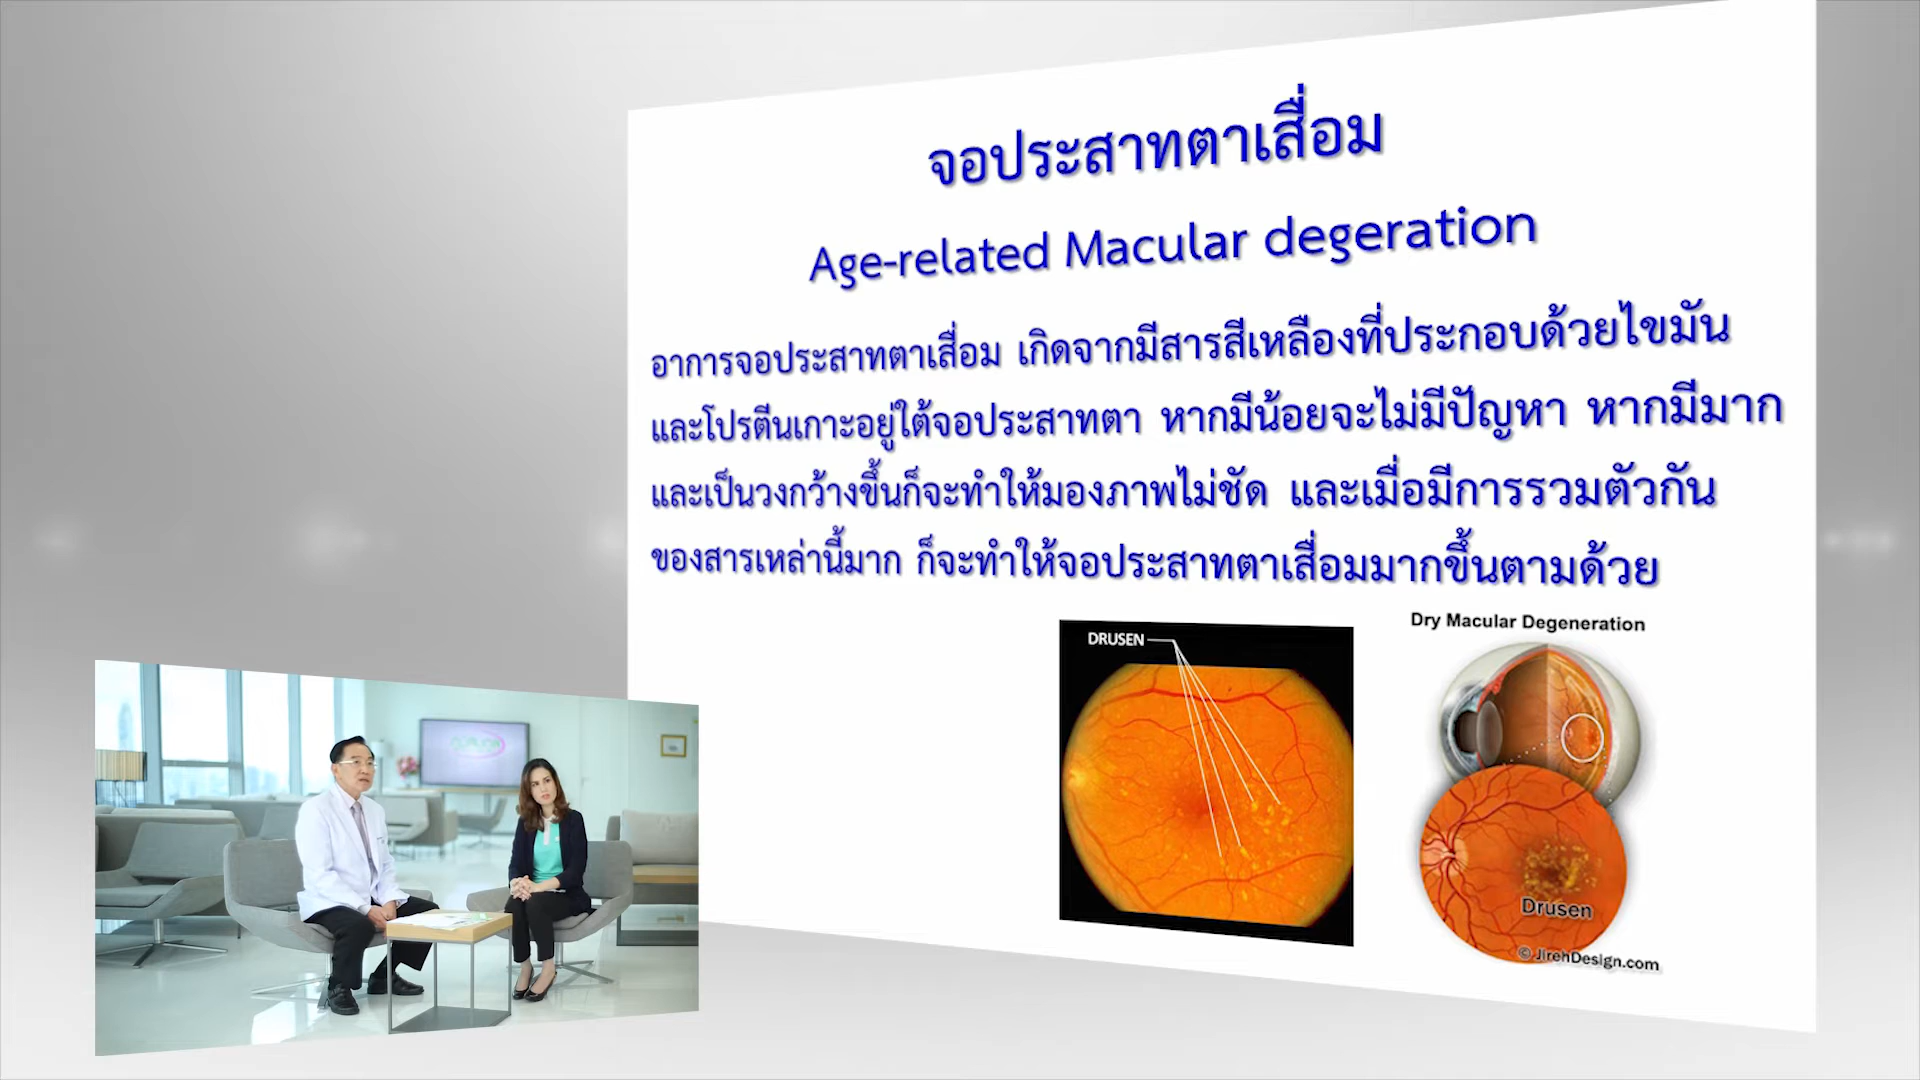 จอประสาทตาเสื่อม
Age-related Macular degeration
อาการจอประสาทตาเสื่อม เกิดจากมีสารสีเหลืองที่ประกอบด้วยไขมัน
และโปรตีนเกาะอยู่ใต้จอประสาทตา หากมีน้อยจะไม่มีปัญหา หากมีมาก
และเป็นวงกว้างขึ้นก็จะทำให้มองภาพไม่ชัด และเมื่อมีการรวมตัวกัน
ของสารเหล่านี้มาก ก็จะทำให้จอประสาทตาเสื่อมมากขึ้นตามด้วย
DRUSEN
Dry Macular Degeneration
Drusen
© JirehDesign.com